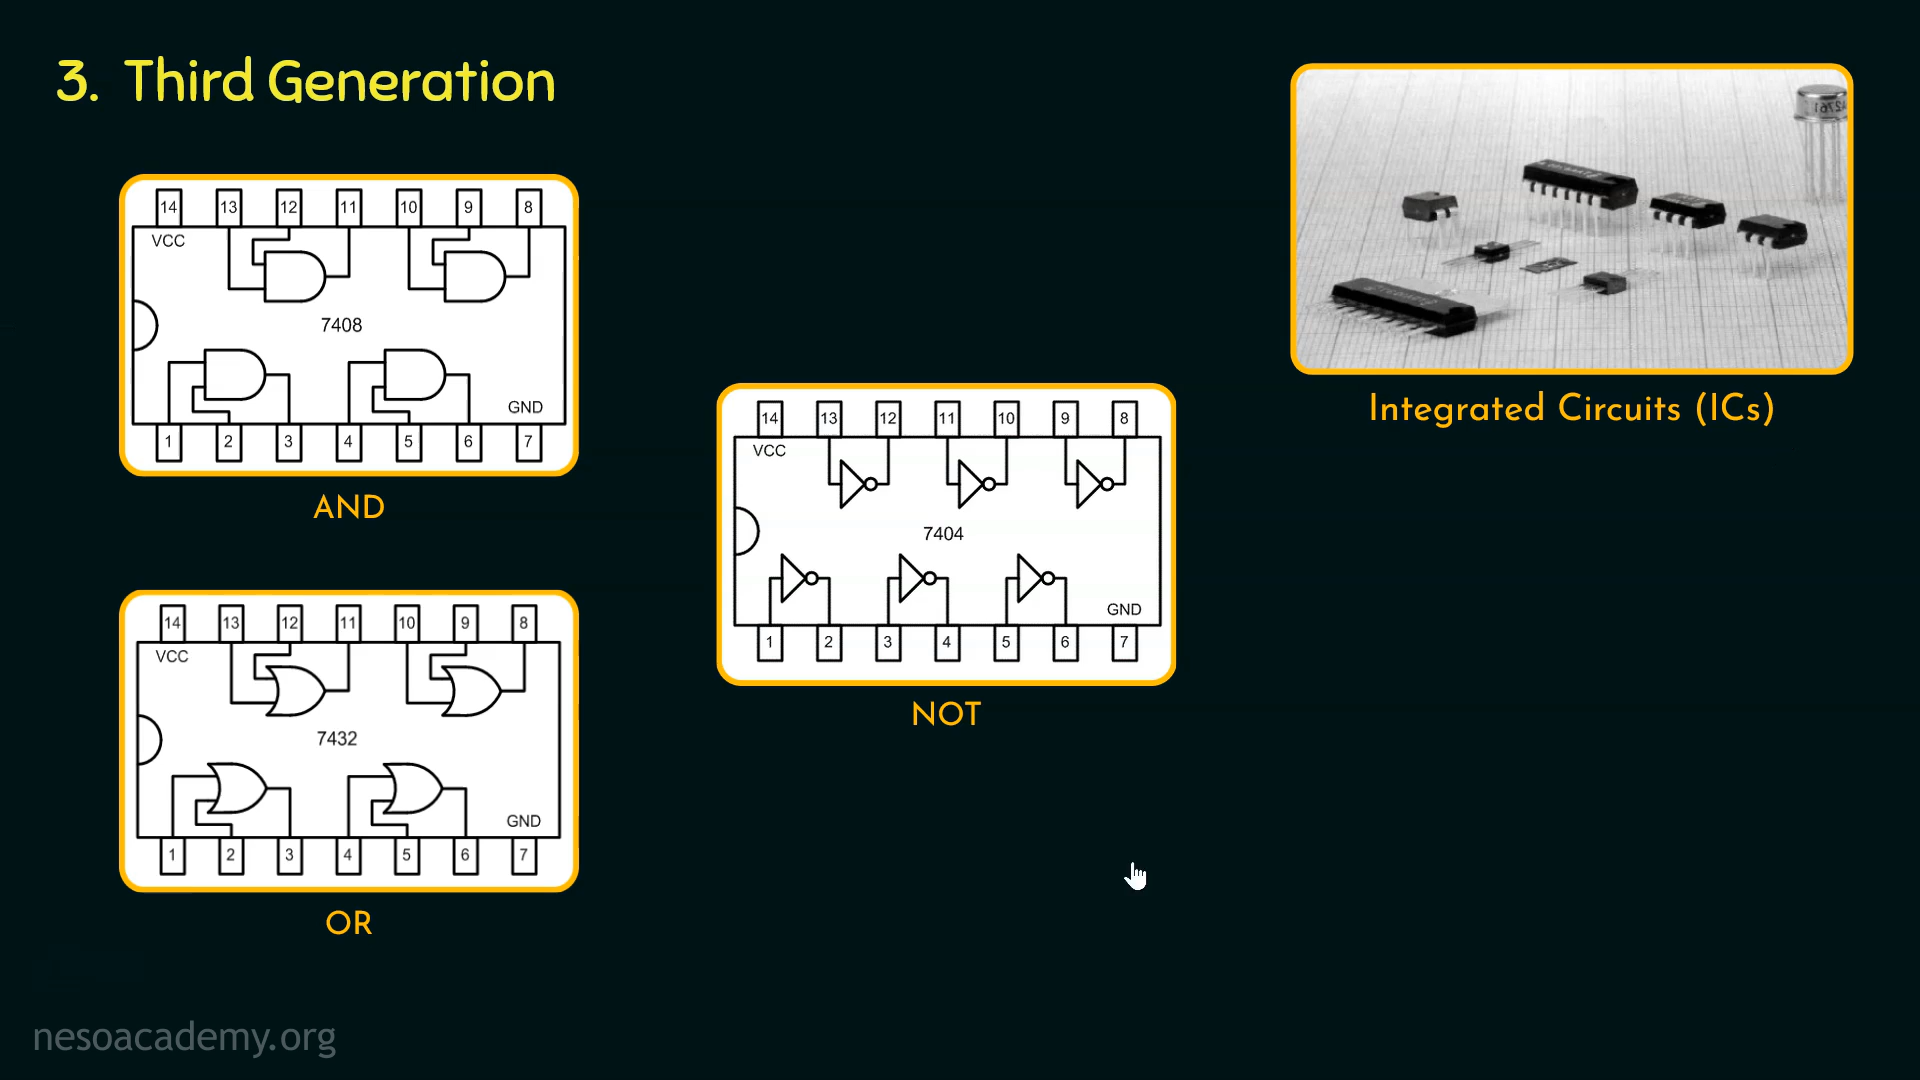 3. Third Generation
14 13 12 11 10 9 8
VCC
7408
GND
1 2 3 4 5 6 7
AND
14 13 12 11 10 9 8
VCC
7432
GND
1 2 3 4 5 6 7
OR
14 13 12 11 10 9 8
VCC
7404
GND
1 2 3 4 5 6 7
NOT
Integrated Circuits (ICs)
nesoacademy.org